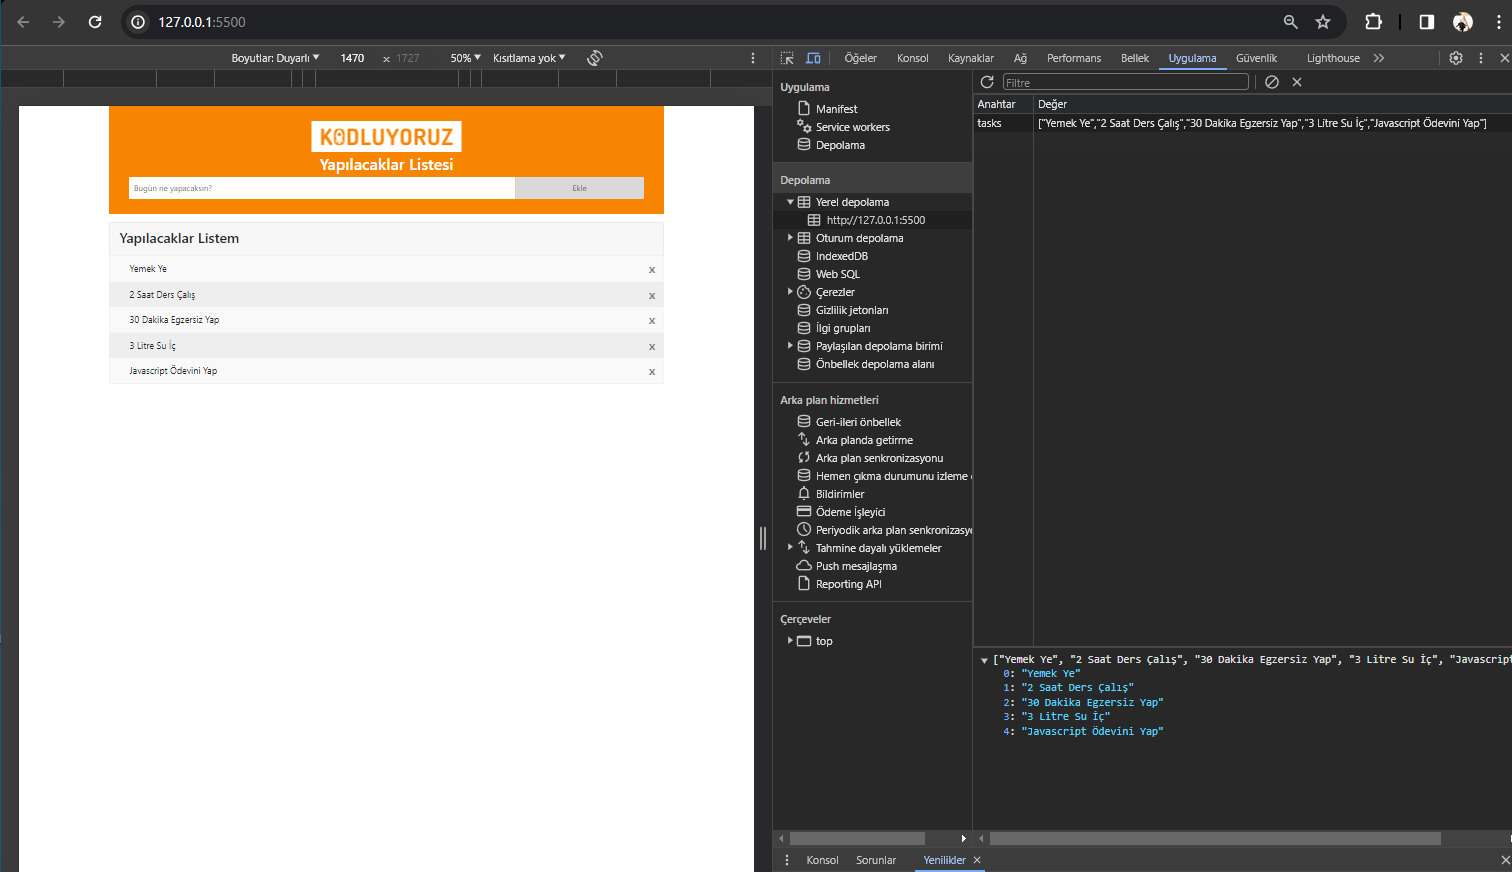 127.0.0.1:5500
Boyutlar: Duyarlı 1470 x 1727 50% Kısıtlama yok
Öğeler Konsol Kaynaklar Ağ Performans Bellek Uygulama Güvenlik Lighthouse
KODLUYORUZ
Yapılacaklar Listesi
Bugün ne yapacaksın? Ekle
Yapılacaklar Listem
Yemek Ye x
2 Saat Ders Çalış x
30 Dakika Egzersiz Yap x
3 Litre Su İç x
Javascript Ödevini Yap x
Uygulama
Manifest
Service workers
Depolama
Depolama
Yerel depolama
http://127.0.0.1:5500
Oturum depolama
IndexedDB
Web SQL
Çerezler
Gizlilik jetonları
İlgi grupları
Paylaşılan depolama birimi
Önbellek depolama alanı
Arka plan hizmetleri
Geri-ileri önbellek
Arka planda getirme
Arka plan senkronizasyonu
Hemen çıkma durumunu izleme
Bildirimler
Ödeme İşleyici
Periyodik arka plan senkronizasyo
Tahmine dayalı yüklemeler
Push mesajlaşma
Reporting API
Çerçeveler
top
Filtre
Anahtar Değer
tasks ["Yemek Ye","2 Saat Ders Çalış","30 Dakika Egzersiz Yap","3 Litre Su İç","Javascript Ödevini Yap"]
["Yemek Ye", "2 Saat Ders Çalış", "30 Dakika Egzersiz Yap", "3 Litre Su İç", "Javascript
0: "Yemek Ye"
1: "2 Saat Ders Çalış"
2: "30 Dakika Egzersiz Yap"
3: "3 Litre Su İç"
4: "Javascript Ödevini Yap"
Konsol Sorunlar Yenilikler